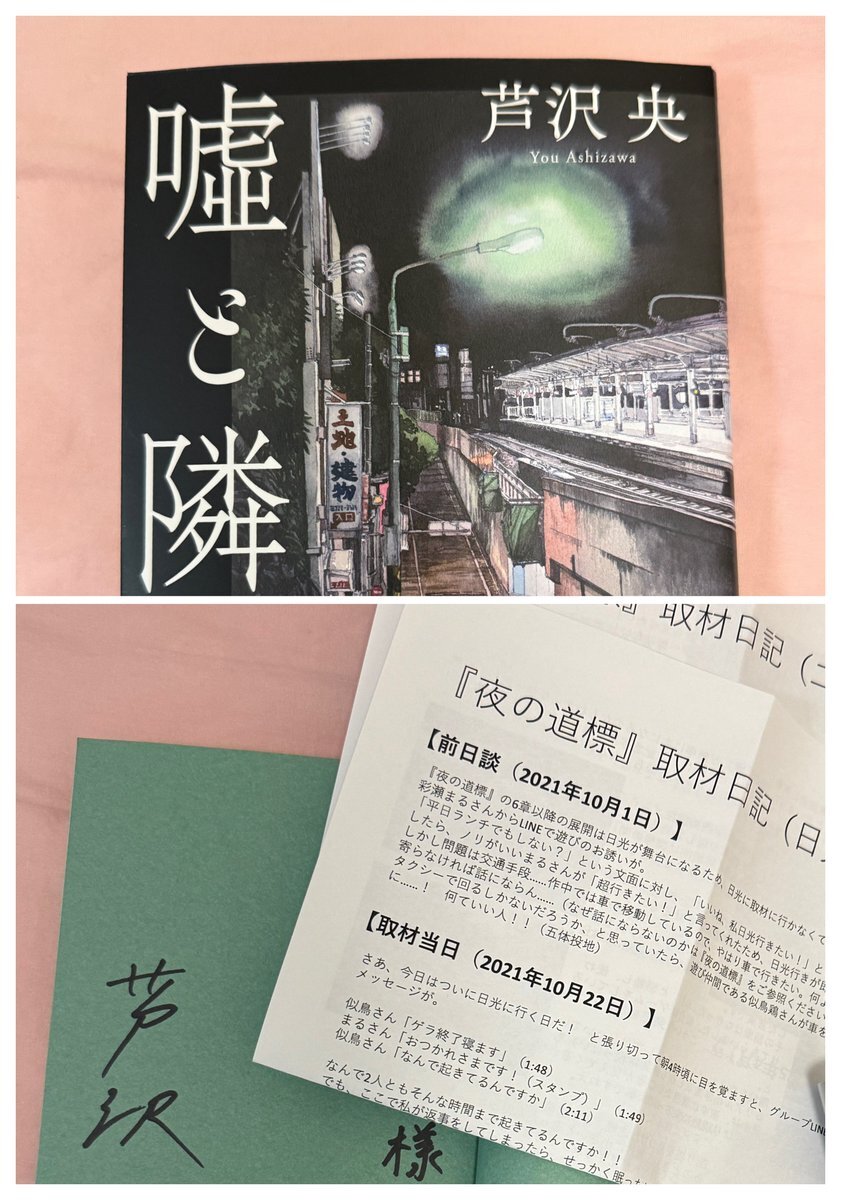 嘘と隣
芦沢 央
You Ashizawa
土地・建物
入口
取材日記（二
『夜の道標』取材日記（日
【前日談（2021年10月1日）】
『夜の道標』の6章以降の展開は日光が舞台になるため、日光に取材に行かなくて
彩瀬まるさんからLINEで遊びのお誘いが。
「平日ランチでもしない？」という文面に対し、「いいね、私日光行きたい！」と
したら、ノリがいいまるさんが「超行きたい！」と言ってくれたため、日光行きが即
しかし問題は交通手段……作中では車で移動しているので、やはり車で行きたい。何よ
寄らなければ話にならん……（なぜ話にならないのかは『夜の道標』をご参照ください
タクシーで回るしかないだろうか、と思っていたら、遊び仲間である似鳥鶏さんが車を
に……！　何ていい人！！（五体投地）
【取材当日（2021年10月22日）】
さあ、今日はついに日光に行く日だ！　と張り切って朝4時頃に目を覚ますと、グループLINE
メッセージが。
似鳥さん「ゲラ終了寝ます」（1:48）
まるさん「おつかれさまです！（スタンプ）」（1:49）
似鳥さん「なんで起きてるんですか」（2:11）
なんで2人ともそんな時間まで起きてるんですか！！
でも、ここで私が返事をしてしまったら、せっかく眠った
芦沢
様